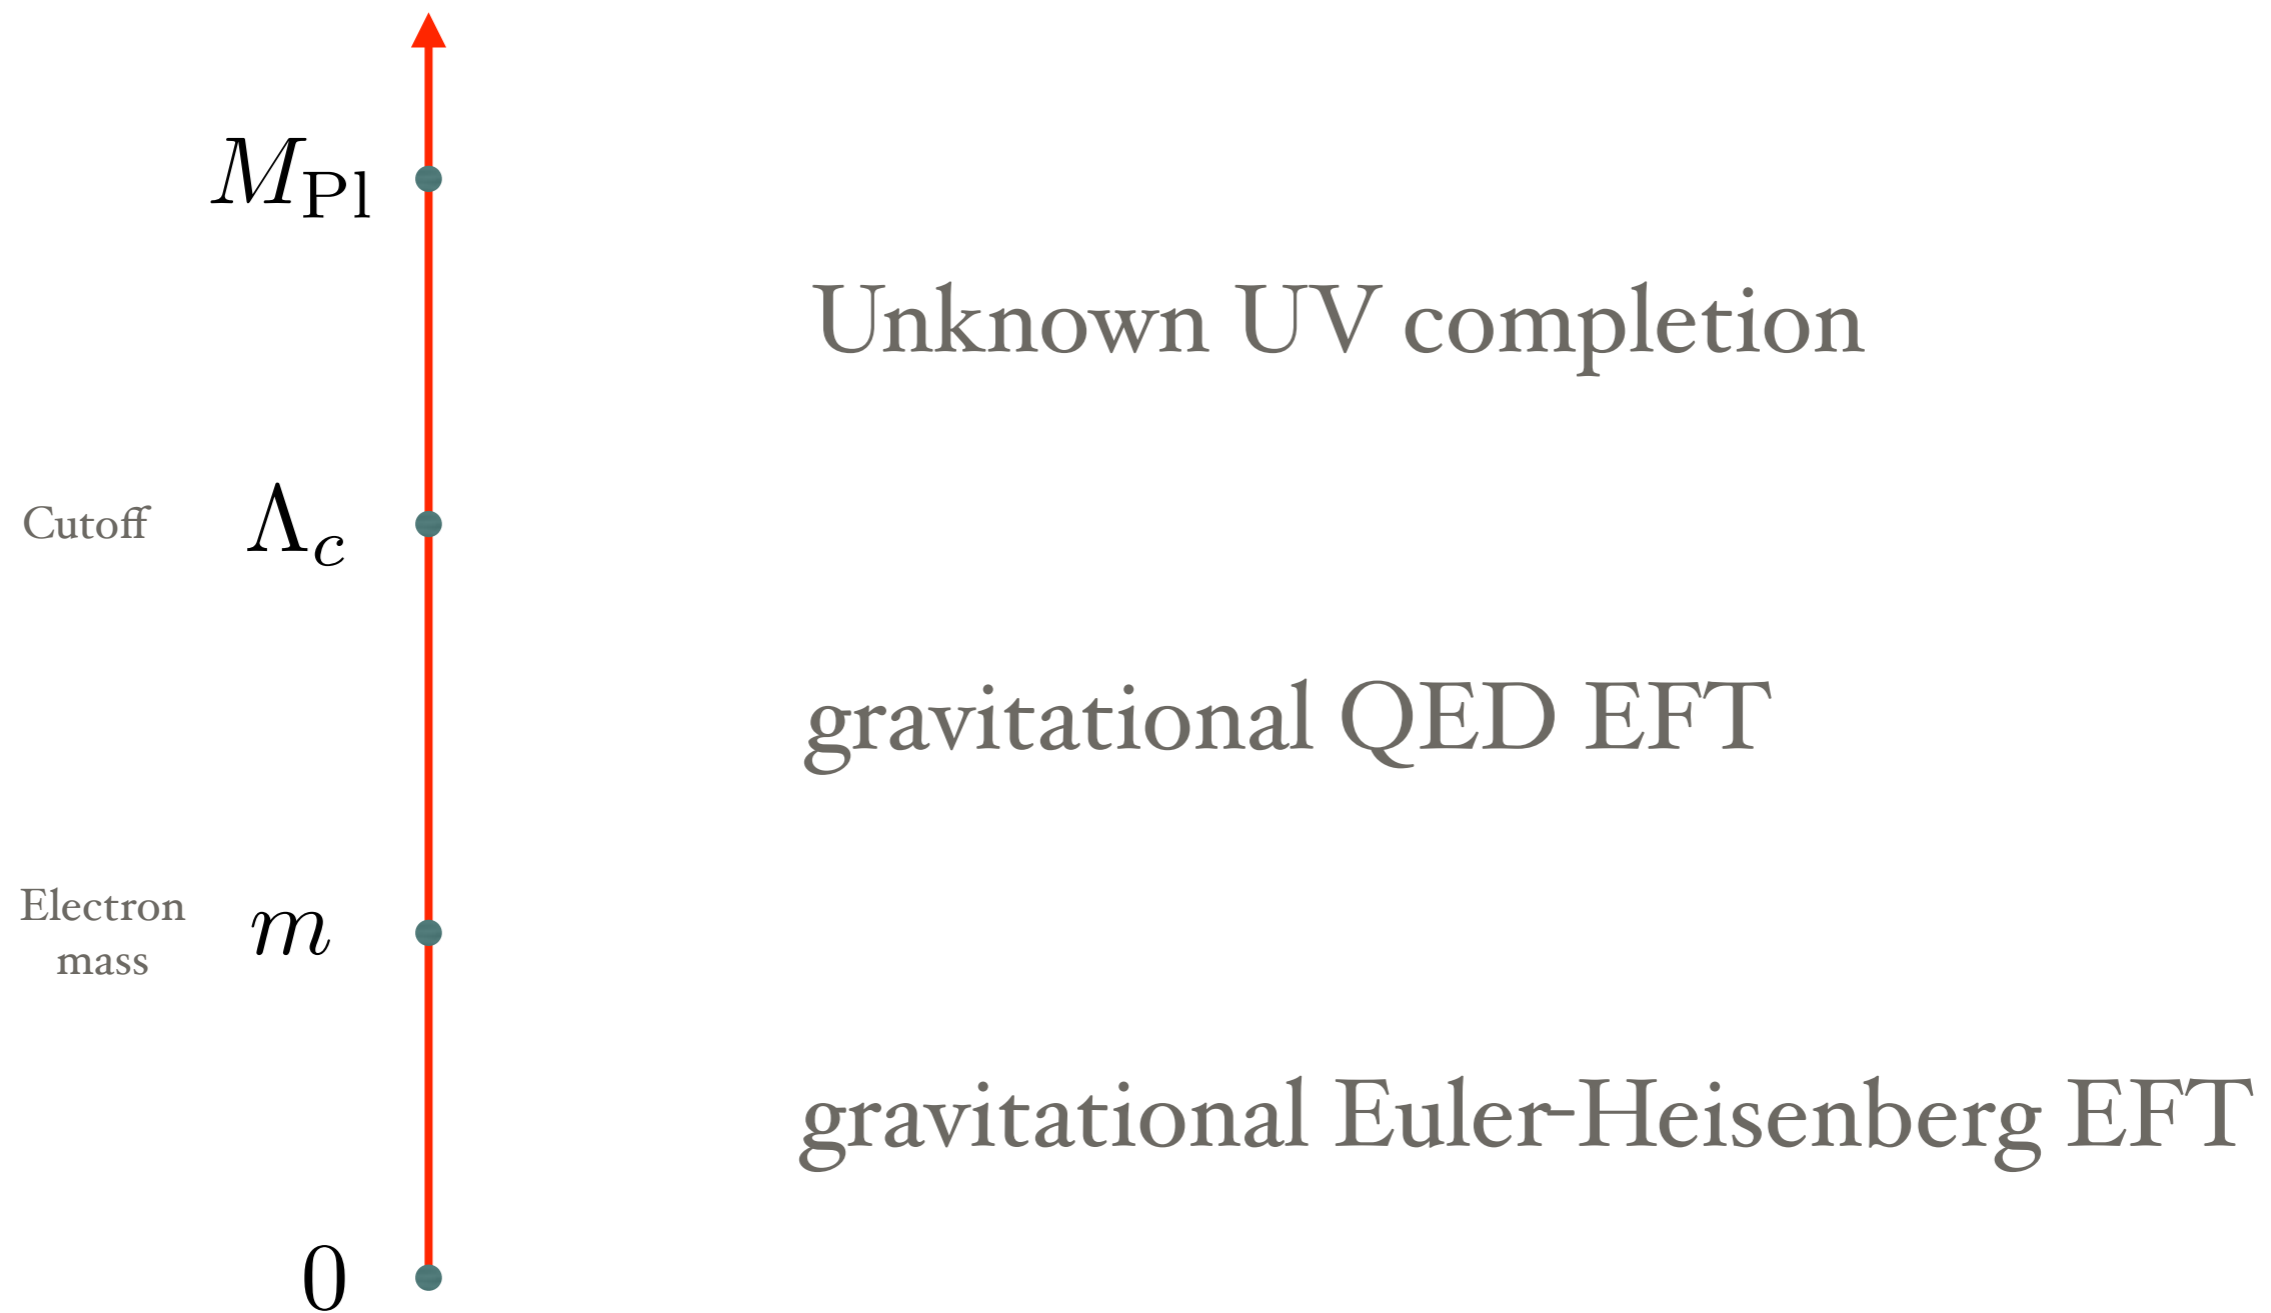 M_Pl
Unknown UV completion
Cutoff Λ_c
gravitational QED EFT
Electron
mass
m
gravitational Euler-Heisenberg EFT
0